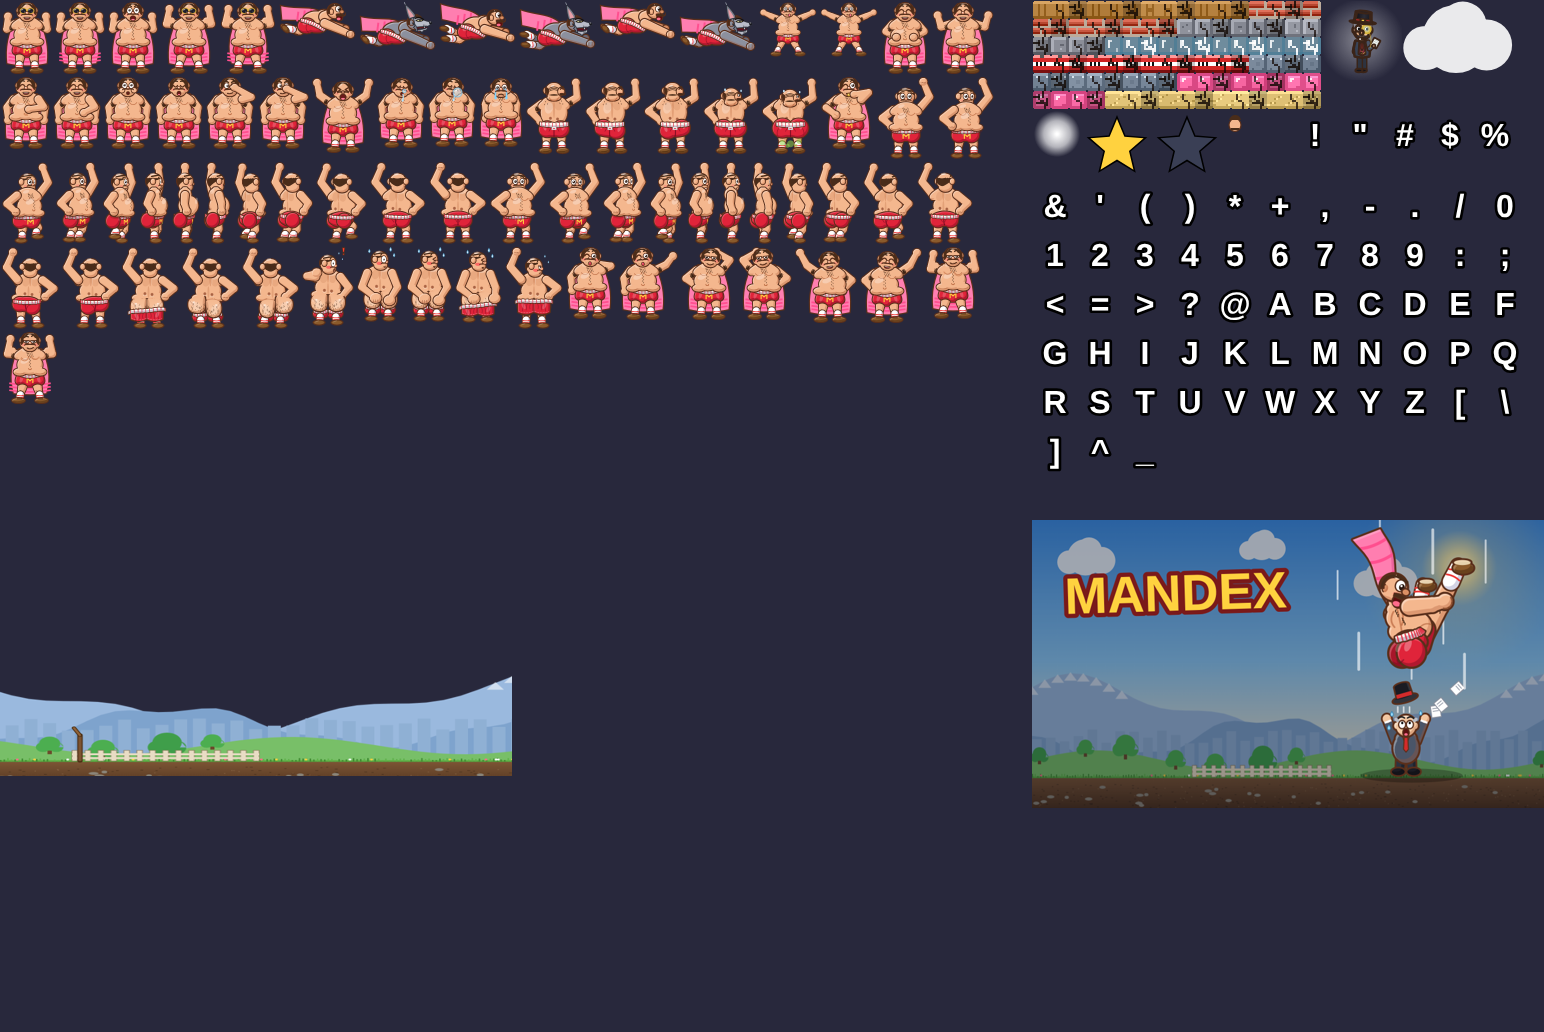 ! " # $ %
& ' ( ) * + , - . / 0
1 2 3 4 5 6 7 8 9 : ;
< = > ? @ A B C D E F
G H I J K L M N O P Q
R S T U V W X Y Z [ \
] ^ _
MANDEX